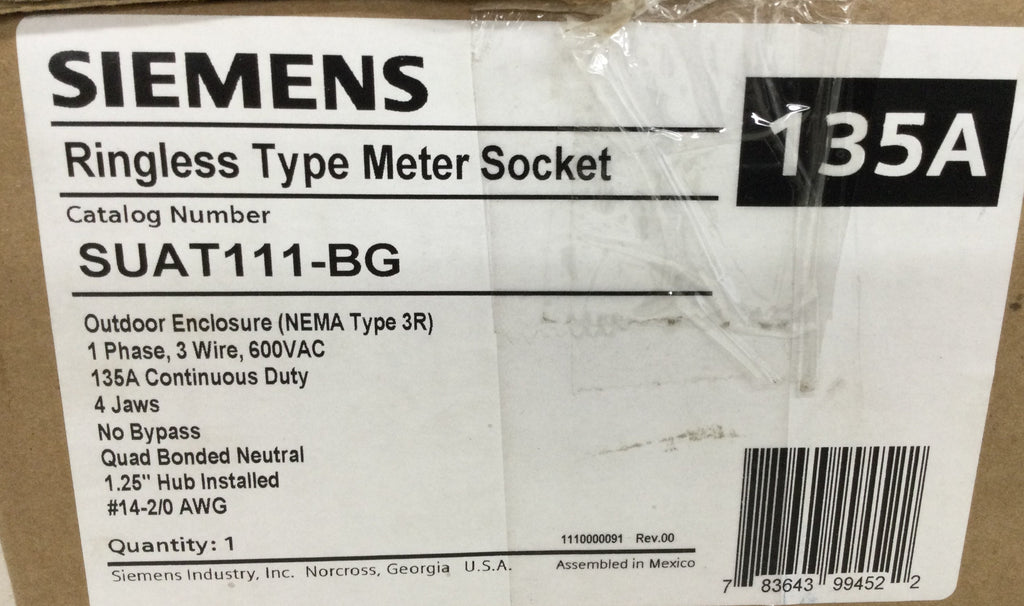 SIEMENS
135A
Ringless Type Meter Socket
Catalog Number
SUAT111-BG
Outdoor Enclosure (NEMA Type 3R)
1 Phase, 3 Wire, 600VAC
135A Continuous Duty
4 Jaws
No Bypass
Quad Bonded Neutral
1.25" Hub Installed
#14-2/0 AWG
Quantity: 1
1110000091 Rev.00
Siemens Industry, Inc. Norcross, Georgia U.S.A.
Assembled in Mexico
7 83643 99452 2